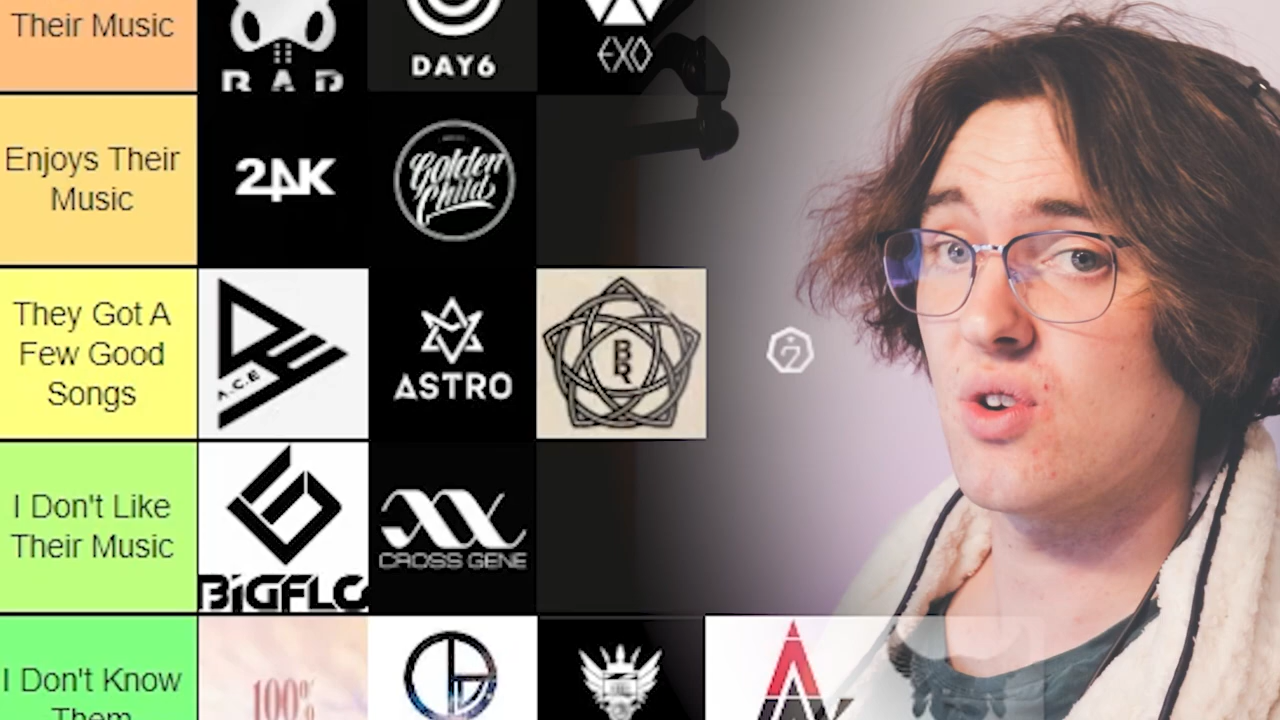 Their Music
B A P
DAY6
EXO
Enjoys Their
Music
24K
Golden
Child
They Got A
Few Good
Songs
A.C.E
ASTRO
I Don't Like
Their Music
BIGFLO
CROSS GENE
I Don't Know
Them
100%